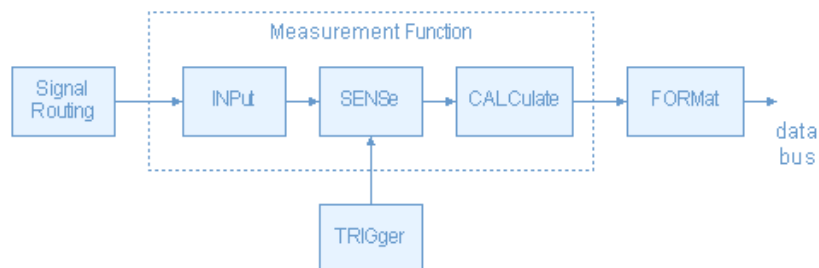 Measurement Function
Signal
Routing
INPut
SENSe
CALCulate
FORMat
data
bus
TRIGger